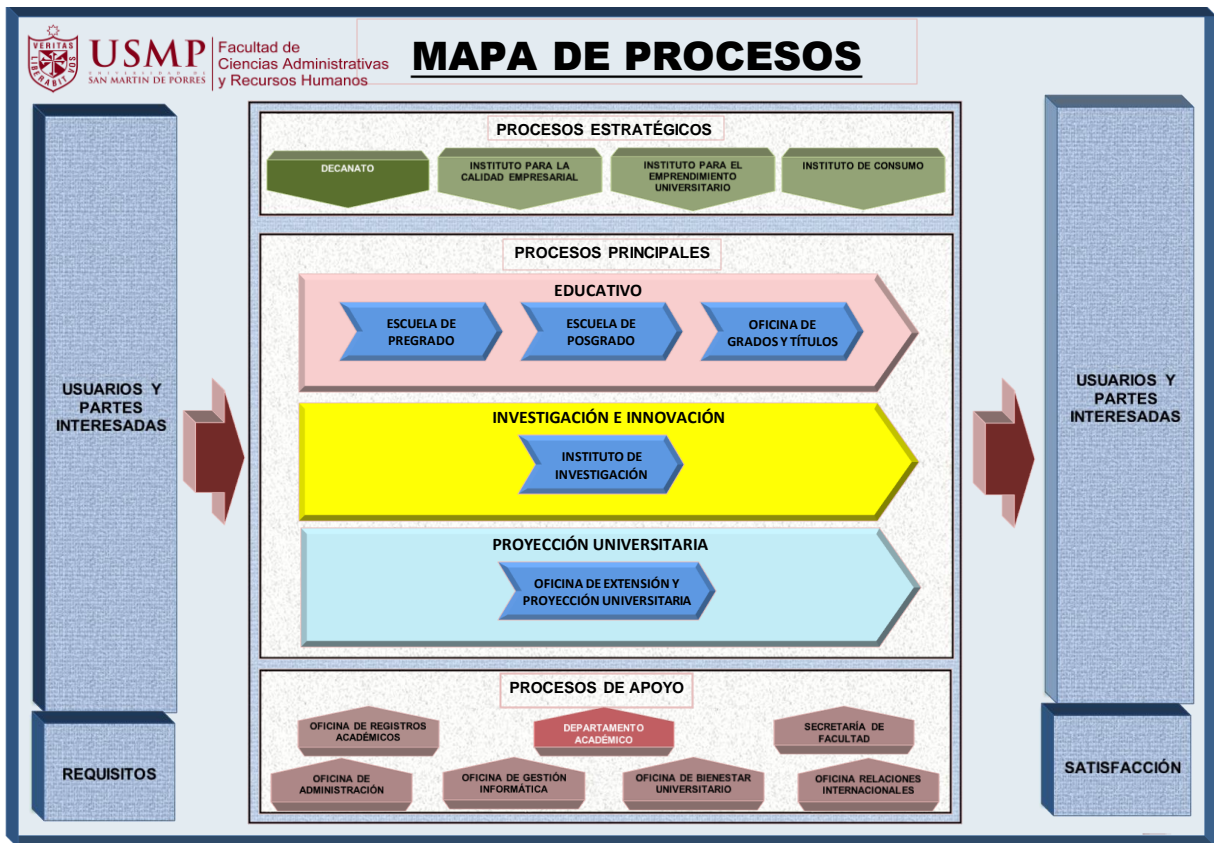 VERITAS
LIBERABIT
VOS
USMP
UNIVERSIDAD DE
SAN MARTIN DE PORRES
Facultad de
Ciencias Administrativas
y Recursos Humanos
MAPA DE PROCESOS
USUARIOS Y
PARTES
INTERESADAS
REQUISITOS
PROCESOS ESTRATÉGICOS
DECANATO
INSTITUTO PARA LA
CALIDAD EMPRESARIAL
INSTITUTO PARA EL
EMPRENDIMIENTO
UNIVERSITARIO
INSTITUTO DE CONSUMO
PROCESOS PRINCIPALES
EDUCATIVO
ESCUELA DE
PREGRADO
ESCUELA DE
POSGRADO
OFICINA DE
GRADOS Y TÍTULOS
INVESTIGACIÓN E INNOVACIÓN
INSTITUTO DE
INVESTIGACIÓN
PROYECCIÓN UNIVERSITARIA
OFICINA DE EXTENSIÓN Y
PROYECCIÓN UNIVERSITARIA
PROCESOS DE APOYO
OFICINA DE REGISTROS
ACADÉMICOS
DEPARTAMENTO
ACADÉMICO
SECRETARÍA DE
FACULTAD
OFICINA DE
ADMINISTRACIÓN
OFICINA DE GESTIÓN
INFORMÁTICA
OFICINA DE BIENESTAR
UNIVERSITARIO
OFICINA RELACIONES
INTERNACIONALES
USUARIOS Y
PARTES
INTERESADAS
SATISFACCIÓN